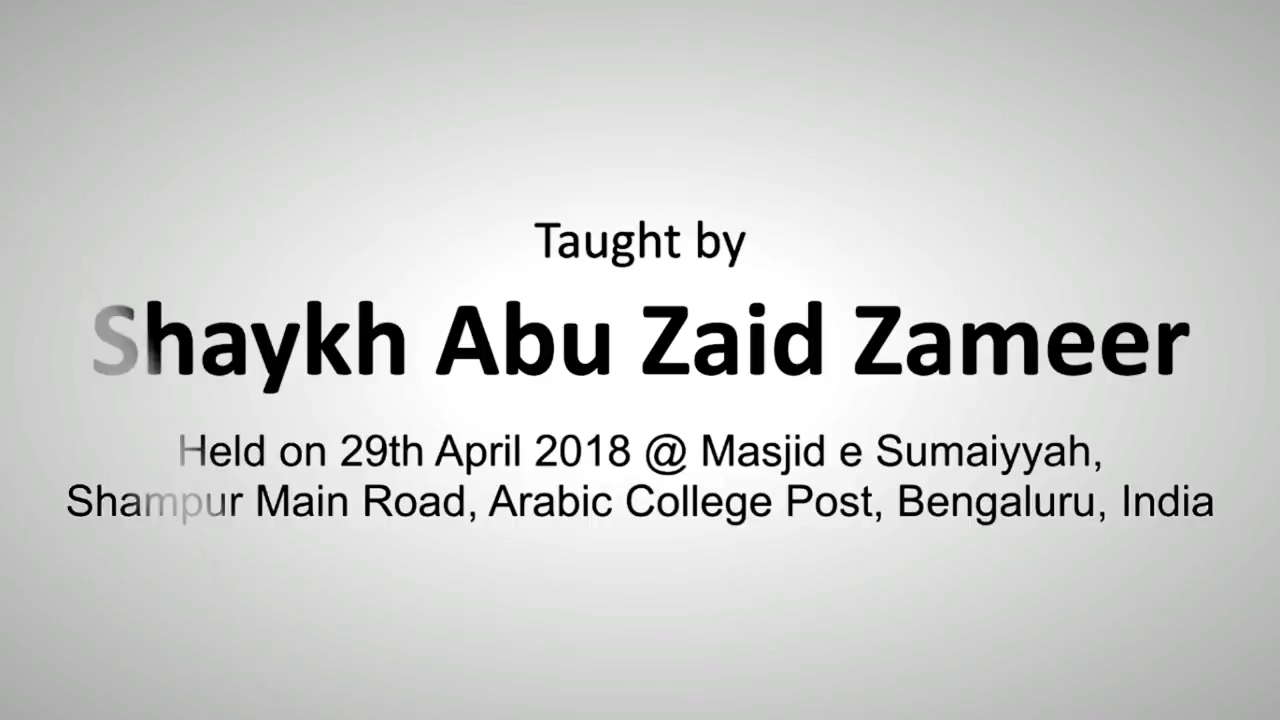 Taught by
Shaykh Abu Zaid Zameer
Held on 29th April 2018 @ Masjid e Sumaiyyah,
Shampur Main Road, Arabic College Post, Bengaluru, India